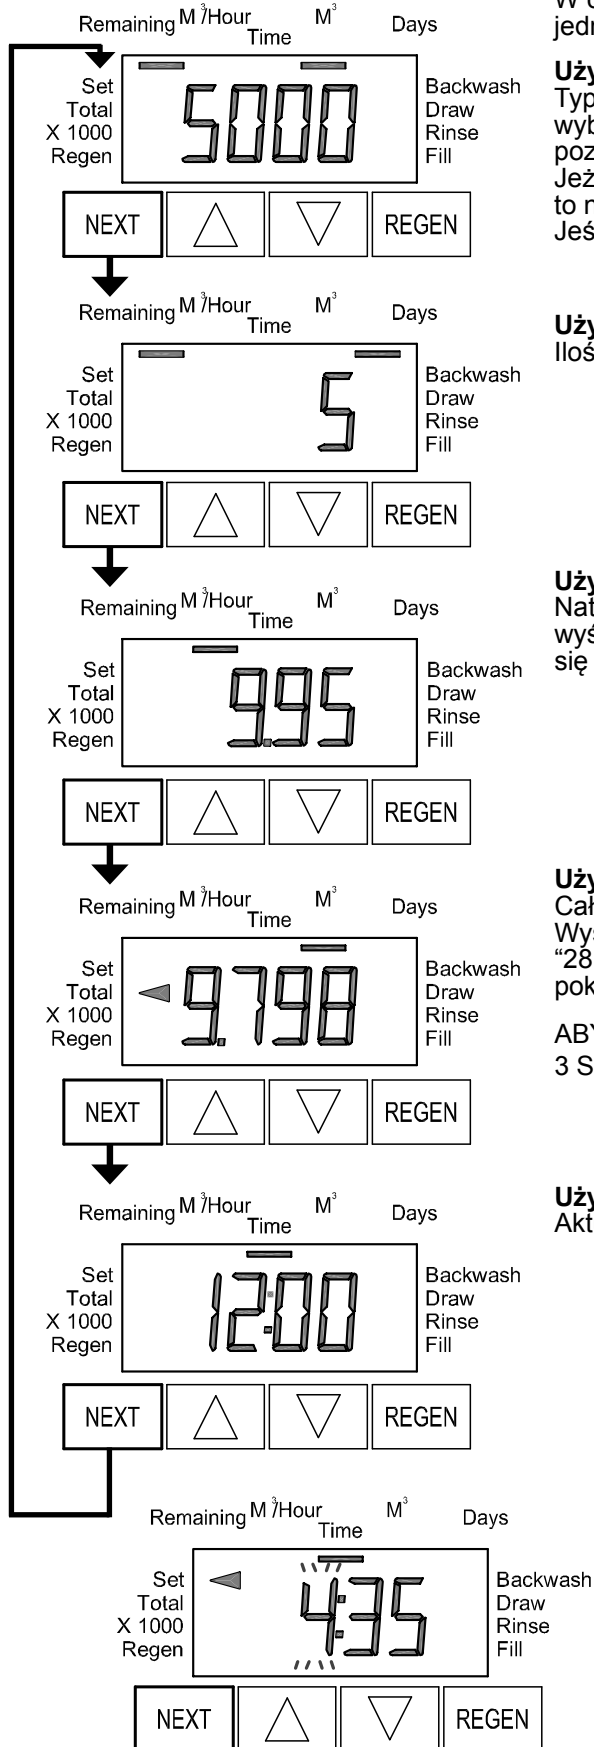 W
jedn
Remaining M³/Hour M³ Days
Time
Set
Total
X 1000
Regen
5000
Backwash
Draw
Rinse
Fill
NEXT REGEN
Uży
Typ
wyb
poz
Jeż
to n
Jeś
Remaining M³/Hour M³ Days
Time
Set
Total
X 1000
Regen
5
Backwash
Draw
Rinse
Fill
NEXT REGEN
Uży
Iloś
Remaining M³/Hour M³ Days
Time
Set
Total
X 1000
Regen
9.95
Backwash
Draw
Rinse
Fill
NEXT REGEN
Uży
Nat
wyś
się
Remaining M³/Hour M³ Days
Time
Set
Total
X 1000
Regen
9.798
Backwash
Draw
Rinse
Fill
NEXT REGEN
Uży
Cał
Wyś
“28
pok
ABY
3 S
Remaining M³/Hour M³ Days
Time
Set
Total
X 1000
Regen
12:00
Backwash
Draw
Rinse
Fill
NEXT REGEN
Uży
Akt
Remaining M³/Hour M³ Days
Time
Set
Total
X 1000
Regen
4:35
Backwash
Draw
Rinse
Fill
NEXT REGEN